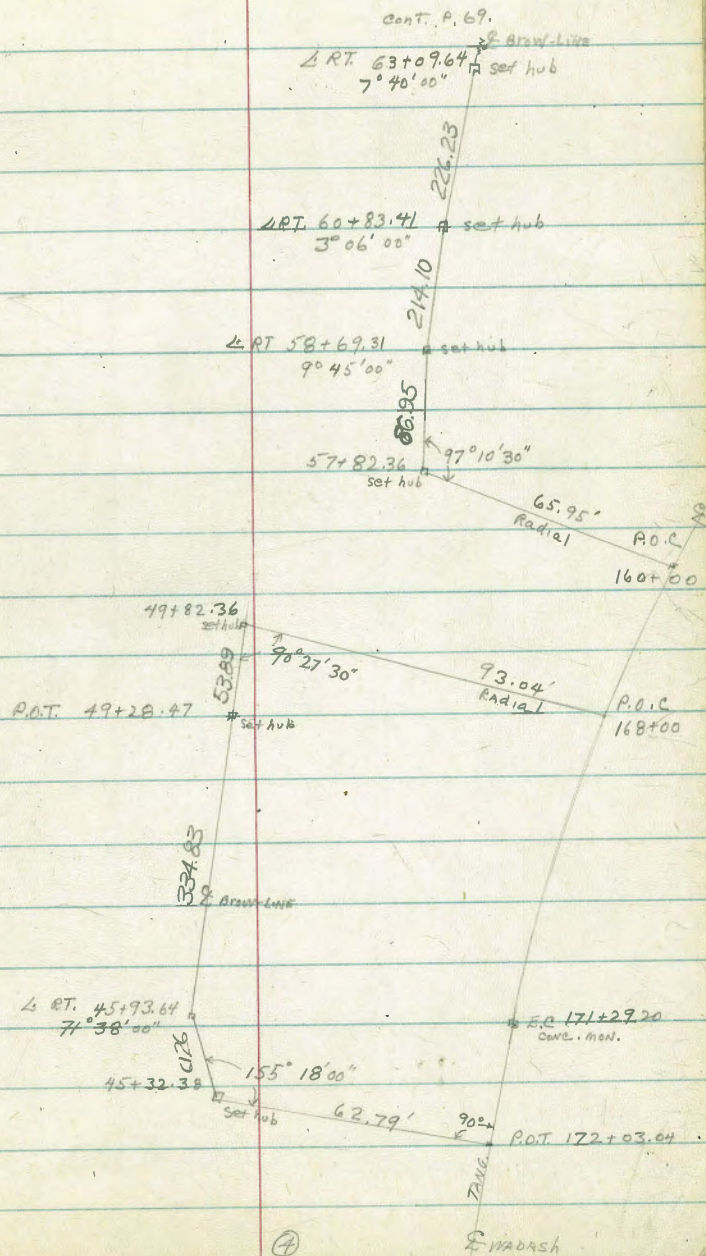 CONT. P. 69.
℄ BROW-LINE
∠ RT. 63+09.64 set hub
7°40'00"
226.23
∠RT. 60+83.41 set hub
3°06'00"
214.10
∠ RT 58+69.31 set hub
9°45'00"
86.95
57+82.36 97°10'30"
set hub
65.95'
Radial
P.O.C
160+00
49+82.36
set hub
90°27'30"
53.89
93.04'
RADIAL
P.O.T. 49+28.47 set hub
P.O.C
168+00
334.83
℄ BROW-LINE
∠ RT. 45+93.64
71°38'00"
E.C 171+29.20
CONC. MON.
61.26
155°18'00"
45+32.38
set hub
62.79'
90°
P.O.T. 172+03.04
TANG.
4
℄ WABASH